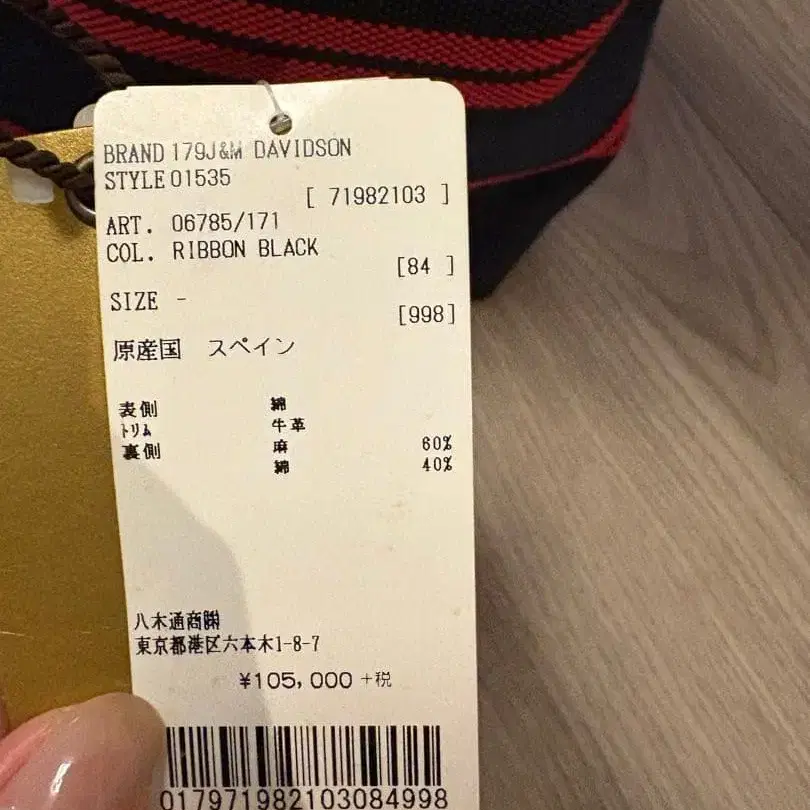 BRAND 179J&M DAVIDSON
STYLE 01535
[ 71982103 ]
ART. 06785/171
COL. RIBBON BLACK
[84 ]
SIZE -
[998]
原産国 スペイン
表側 綿
トリム 牛革
裏側 麻 60%
綿 40%
八木通商㈱
東京都港区六本木1-8-7
¥105,000 +税
017971982103084998